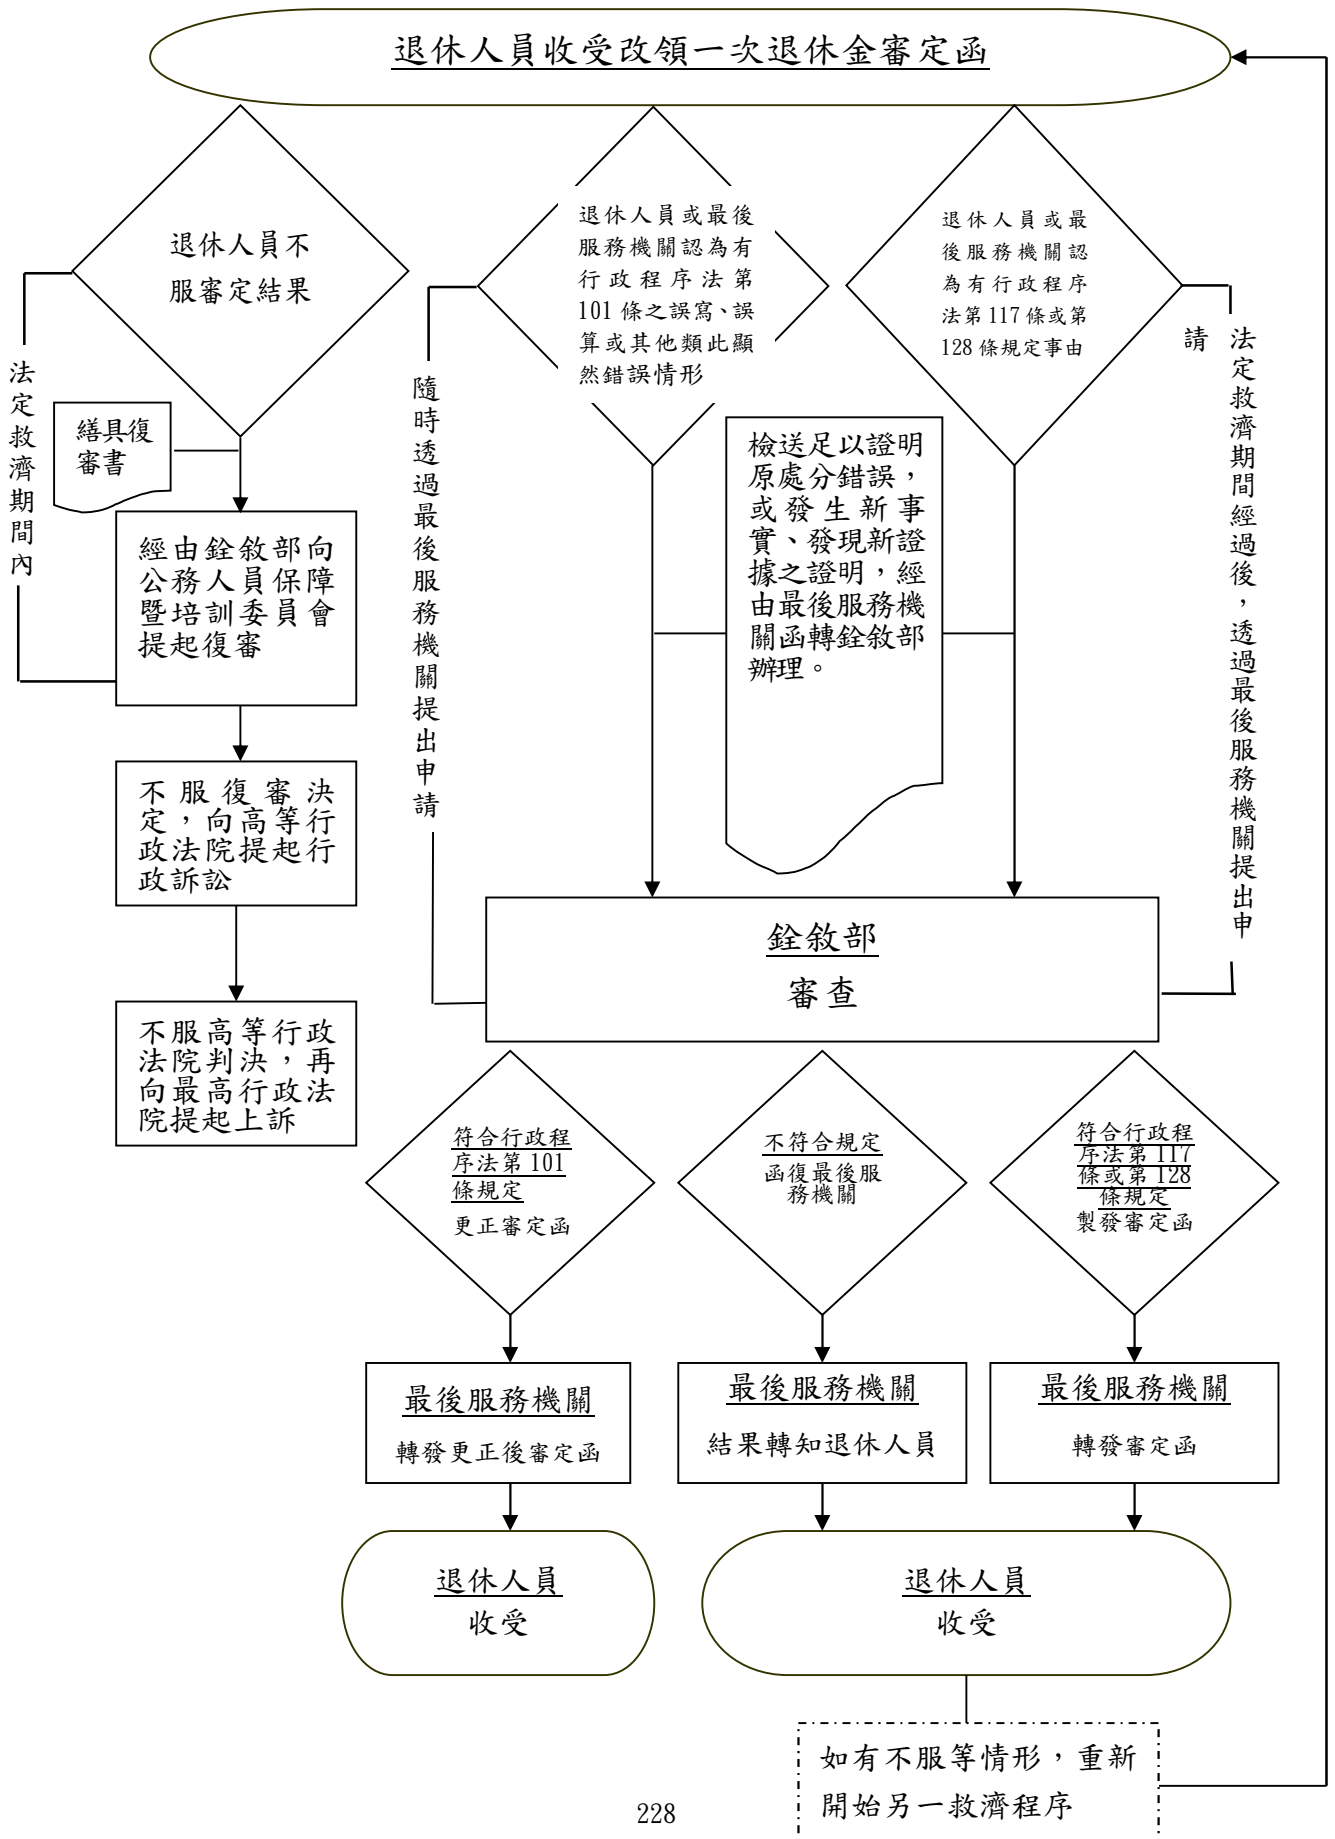 退休人員收受改領一次退休金審定函
退休人員不
服審定結果
法定救濟期間內
繕具復
審書
經由銓敘部向
公務人員保障
暨培訓委員會
提起復審
不服復審決
定，向高等行
政法院提起行
政訴訟
不服高等行政
法院判決，再
向最高行政法
院提起上訴
退休人員或最後
服務機關認為有
行政程序法第
101 條之誤寫、誤
算或其他類此顯
然錯誤情形
隨時透過最後服務機關提出申請
退休人員或最
後服務機關認
為有行政程序
法第 117 條或第
128 條規定事由
法定救濟期間經過後，透過最後服務機關提出申
請
檢送足以證明
原處分錯誤，
或發生新事
實、發現新證
據之證明，經
由最後服務機
關函轉銓敘部
辦理。
銓敘部
審查
符合行政程
序法第 101
條規定
更正審定函
不符合規定
函復最後服
務機關
符合行政程
序法第 117
條或第 128
條規定
製發審定函
最後服務機關
轉發更正後審定函
最後服務機關
結果轉知退休人員
最後服務機關
轉發審定函
退休人員
收受
退休人員
收受
如有不服等情形，重新
開始另一救濟程序
228